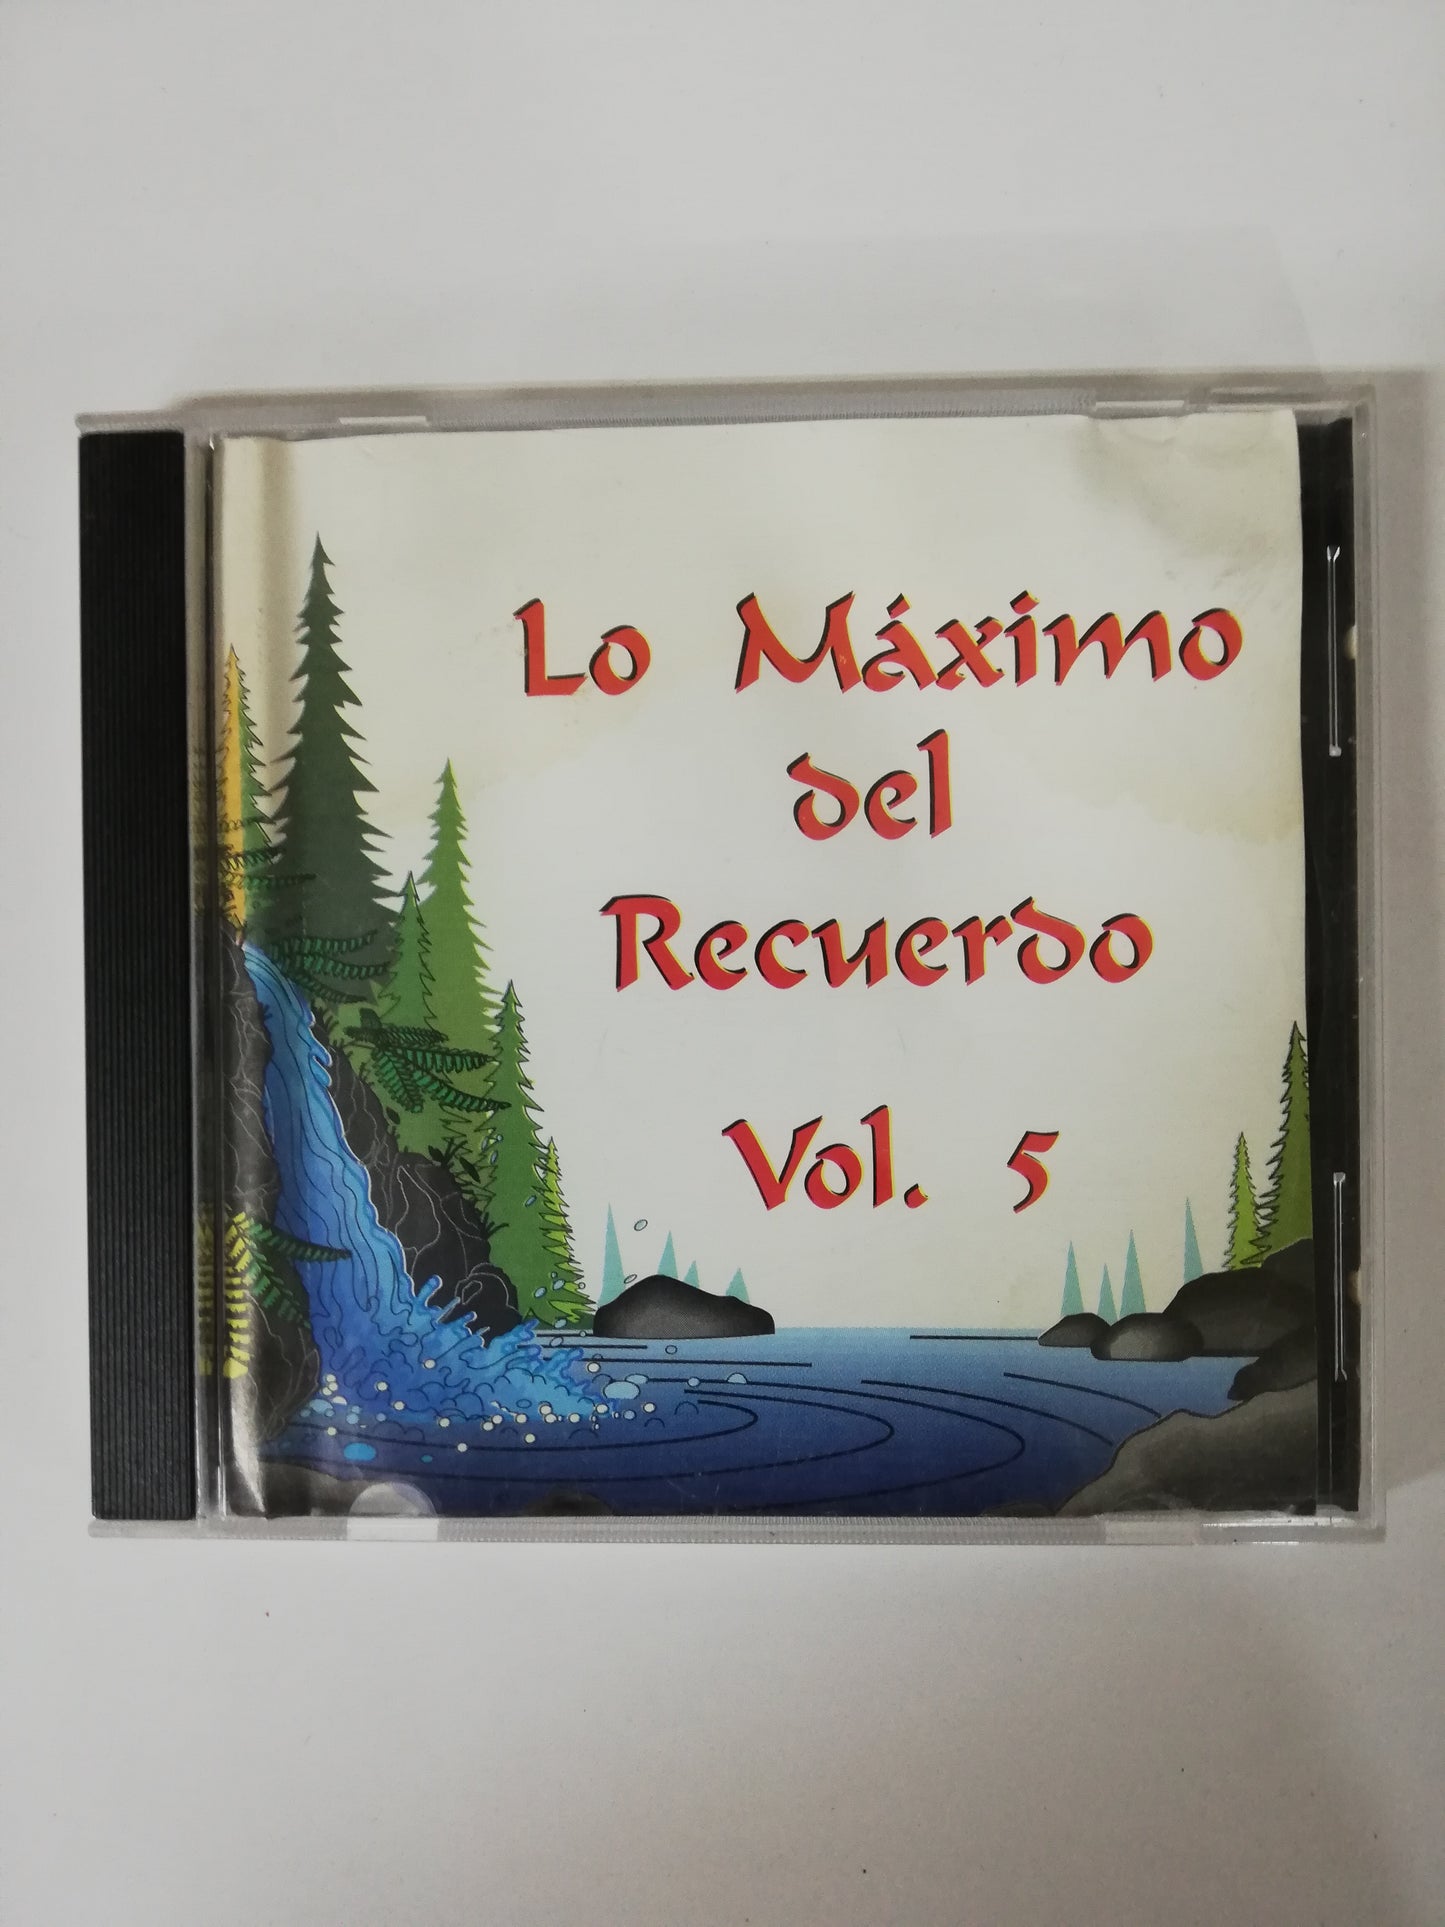 Lo Máximo
del
Recuerdo
Vol. 5